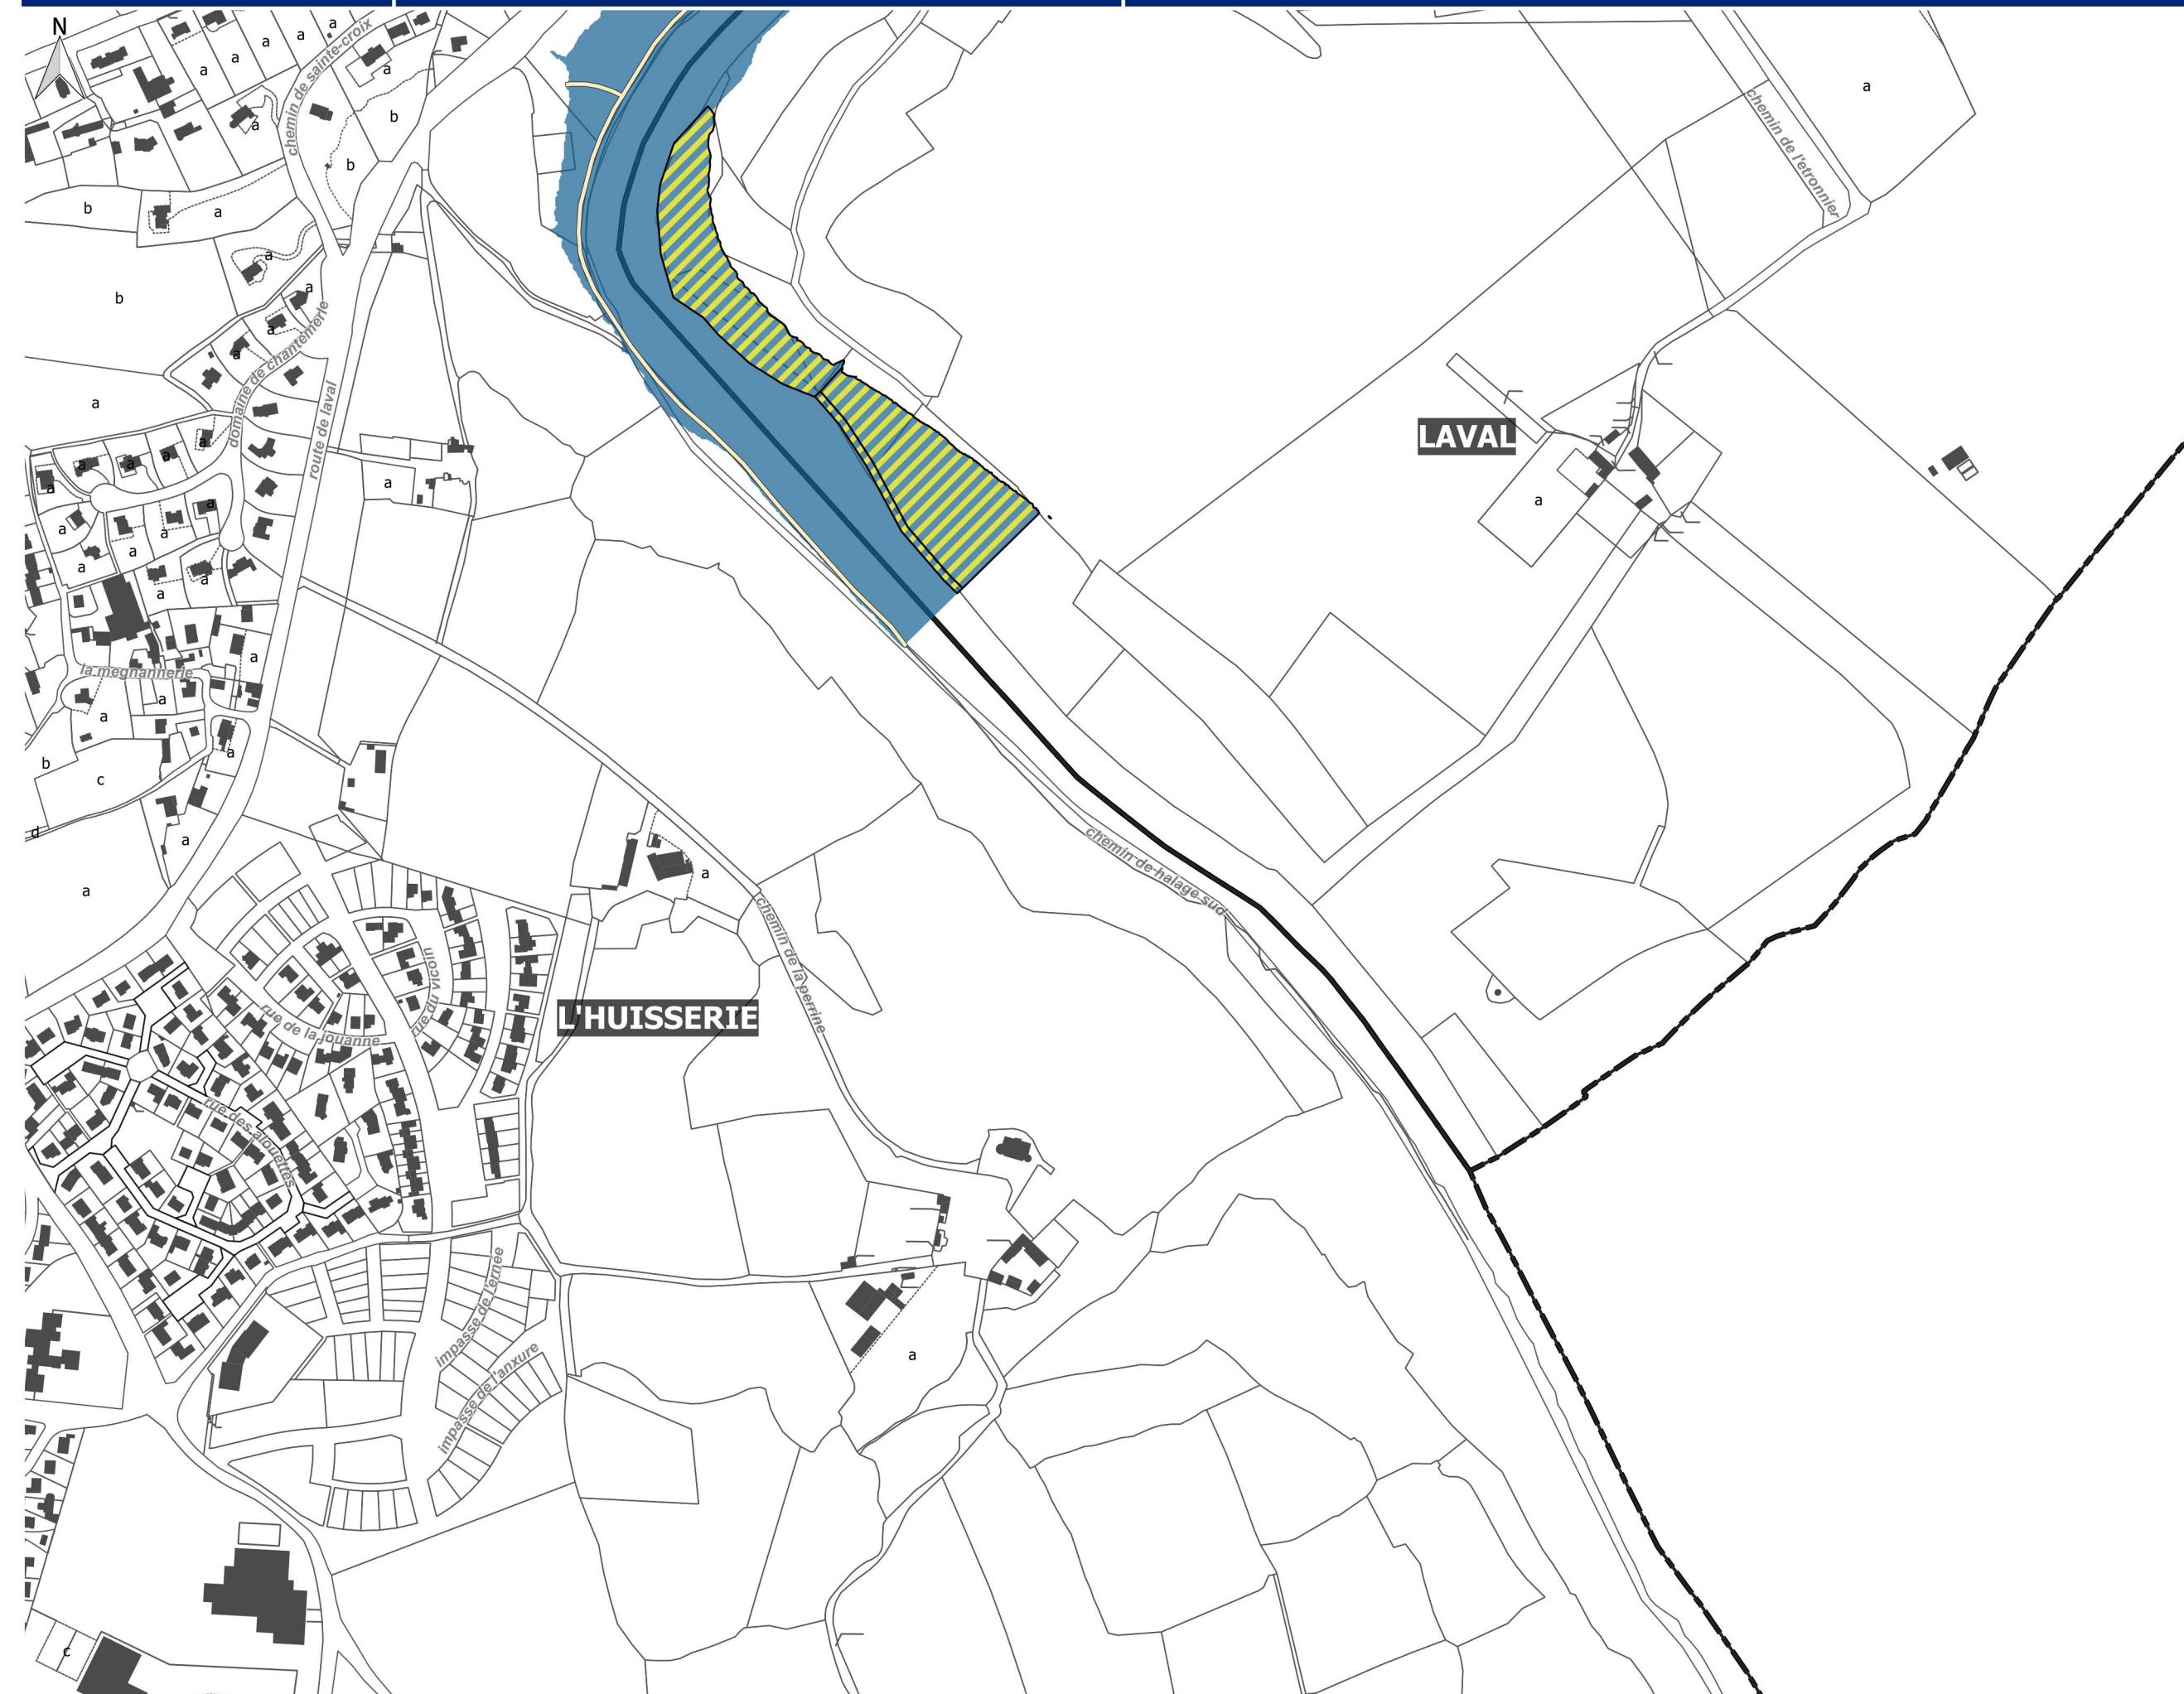 N
a
a
a
a
a
a
a
chemin de sainte-croix
b
a
b
b
a
chemin de l'etronnier
a
a
b
a
a
a
domaine de chantemerle
route de laval
a
a
a
a
a
a
a
a
LAVAL
a
a
a
a
a
a
a
a
a
la megnannerie
a
a
a
b
c
d
a
chemin de halage sud
a
a
chemin de la perrine
rue du vicoin
L'HUISSERIE
rue de la jouanne
rue des alouettes
impasse de l'ernee
impasse de l'anxure
a
c